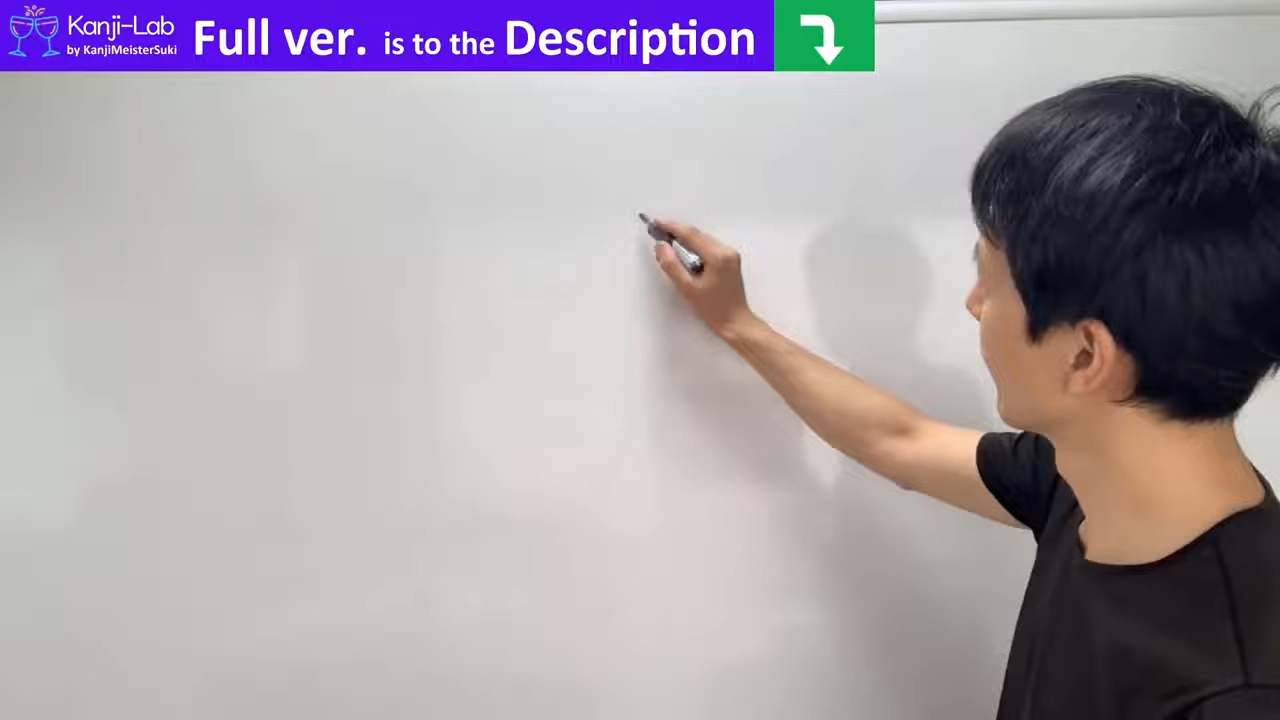 Kanji-Lab
by KanjiMeisterSuki
Full ver. is to the Description